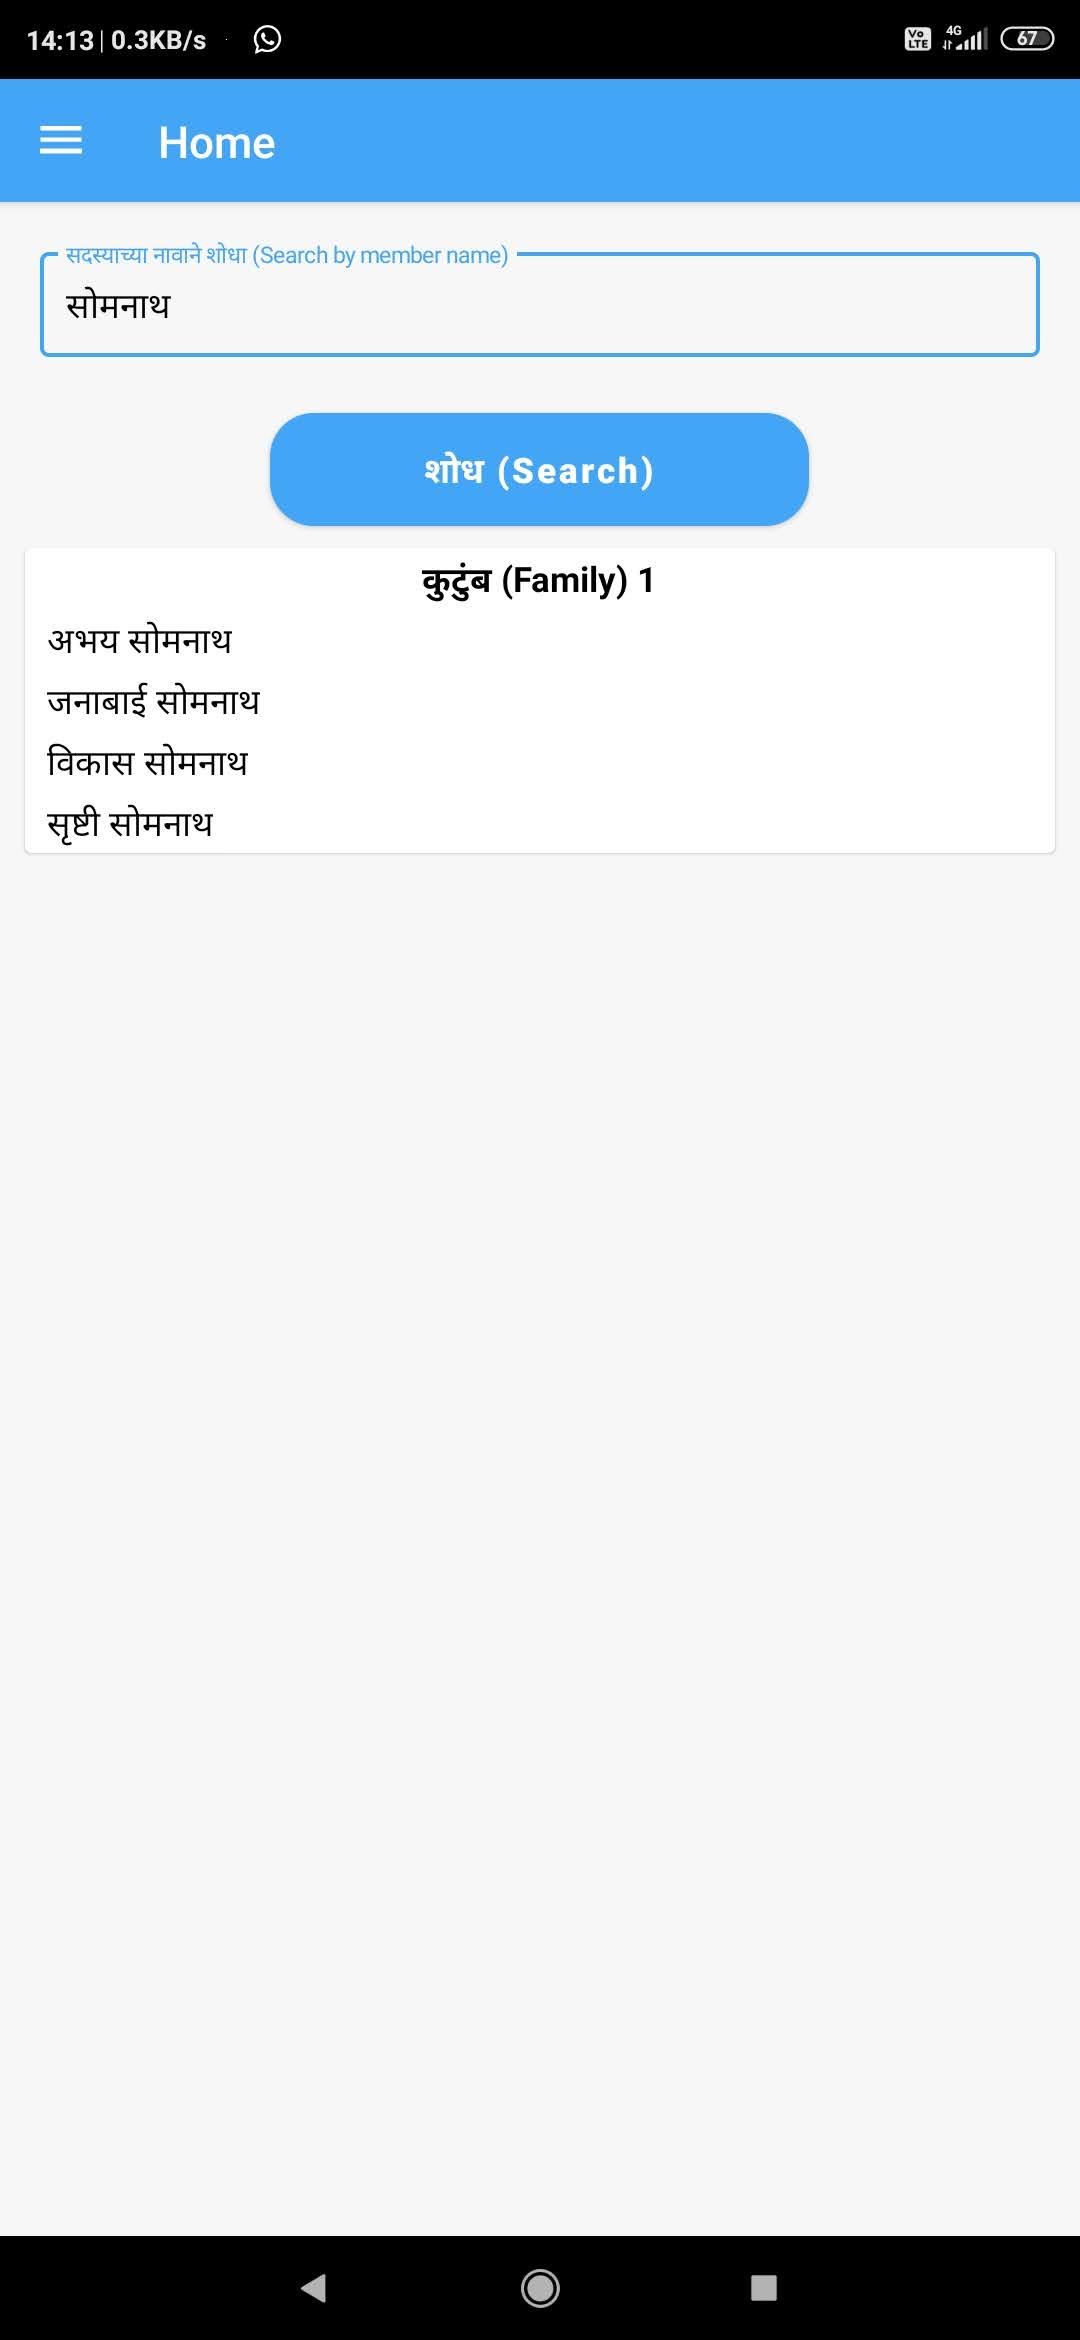 14:13 | 0.3KB/s
Vo LTE 4G 67
Home
सदस्याच्या नावाने शोधा (Search by member name)
सोमनाथ
शोध (Search)
कुटुंब (Family) 1
अभय सोमनाथ
जनाबाई सोमनाथ
विकास सोमनाथ
सृष्टी सोमनाथ